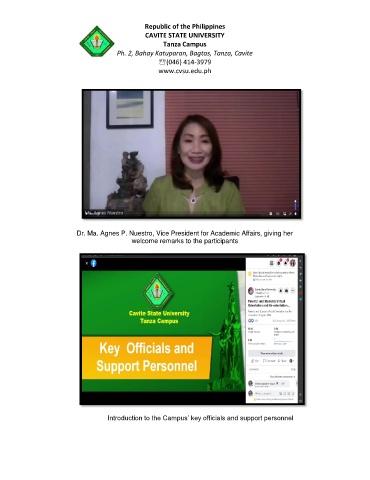 Republic of the Philippines
CAVITE STATE UNIVERSITY
Tanza Campus
Ph. 2, Bahay Katuparan, Bagtas, Tanza, Cavite
☏(046) 414-3979
www.cvsu.edu.ph
Ma. Agnes Nuestro
Dr. Ma. Agnes P. Nuestro, Vice President for Academic Affairs, giving her
welcome remarks to the participants
Cavite State University
Tanza Campus
Key Officials and
Support Personnel
Introduction to the Campus' key officials and support personnel